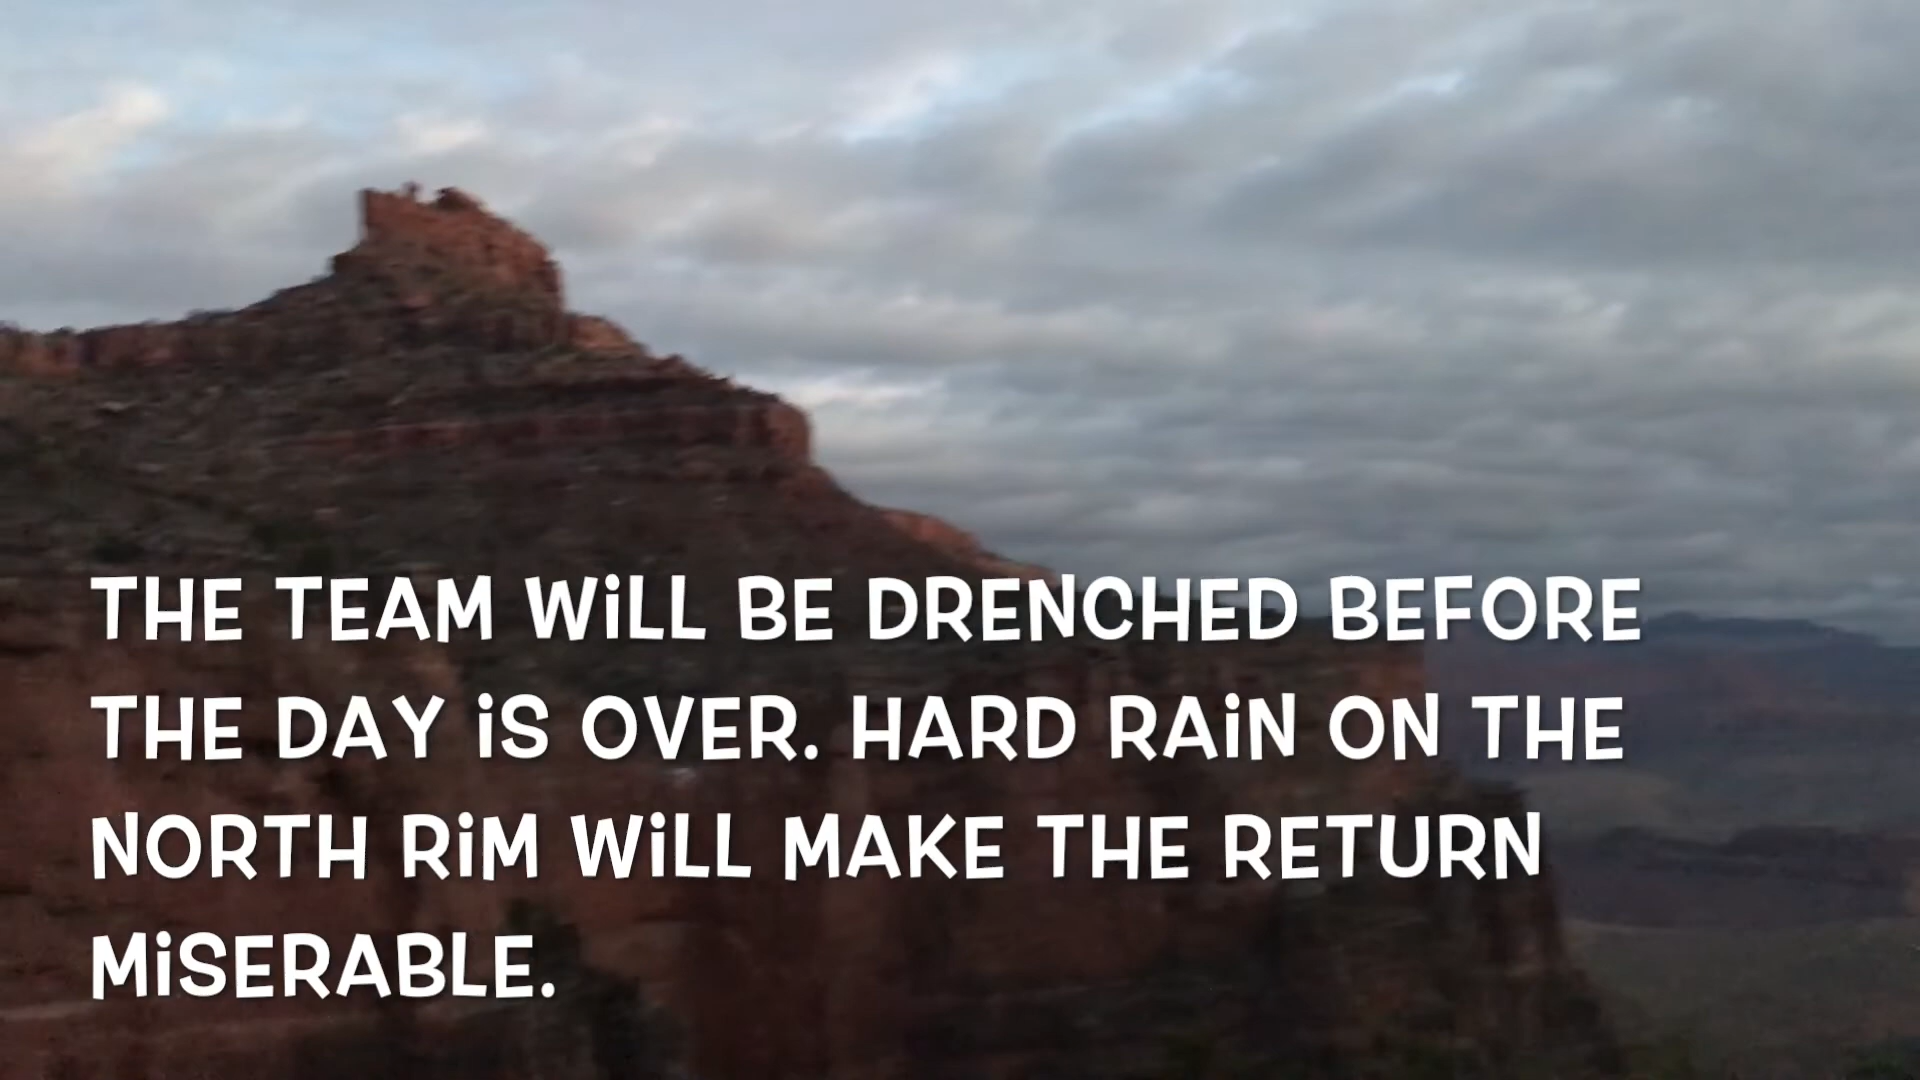 THE TEAM WiLL BE DRENCHED BEFORE
THE DAY iS OVER. HARD RAiN ON THE
NORTH RiM WiLL MAKE THE RETURN
MiSERABLE.